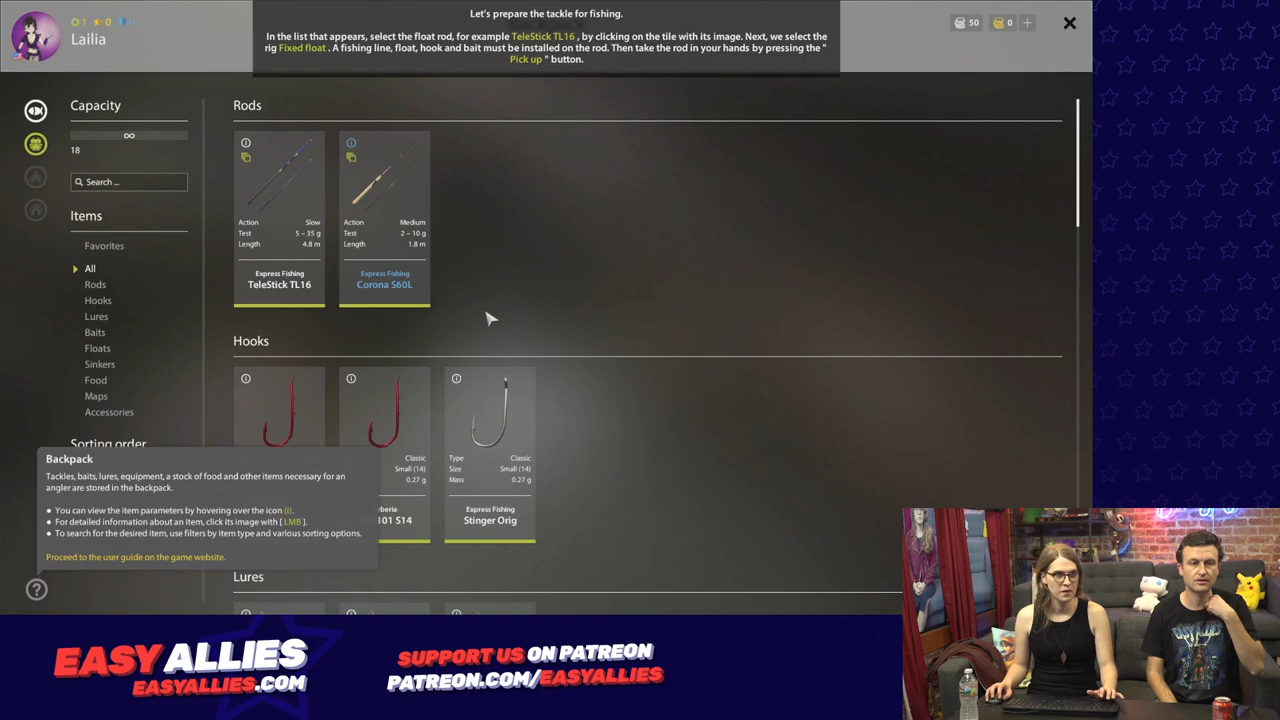 Let's prepare the tackle for fishing.
In the list that appears, select the float rod, for example TeleStick TL16 , by clicking on the tile with its image. Next, we select the
rig Fixed float . A fishing line, float, hook and bait must be installed on the rod. Then take the rod in your hands by pressing the "
Pick up " button.
1 0 0
Lailia
50 0 +
Capacity
∞
18
Search ...
Items
Favorites
All
Rods
Hooks
Lures
Baits
Floats
Sinkers
Food
Maps
Accessories
Sorting order
Rods
Action Slow
Test 5 – 35 g
Length 4.8 m
Express Fishing
TeleStick TL16
Action Medium
Test 2 – 10 g
Length 1.8 m
Express Fishing
Corona S60L
Hooks
Classic
Small (14)
0.27 g
beria
101 S14
Type Classic
Size Small (14)
Mass 0.27 g
Express Fishing
Stinger Orig
Lures
Backpack
Tackles, baits, lures, equipment, a stock of food and other items necessary for an
angler are stored in the backpack.
● You can view the item parameters by hovering over the icon (i).
● For detailed information about an item, click its image with [ LMB ].
● To search for the desired item, use filters by item type and various sorting options.
Proceed to the user guide on the game website.
?
EASY ALLIES
EASYALLIES.COM
SUPPORT US ON PATREON
PATREON.COM/EASYALLIES